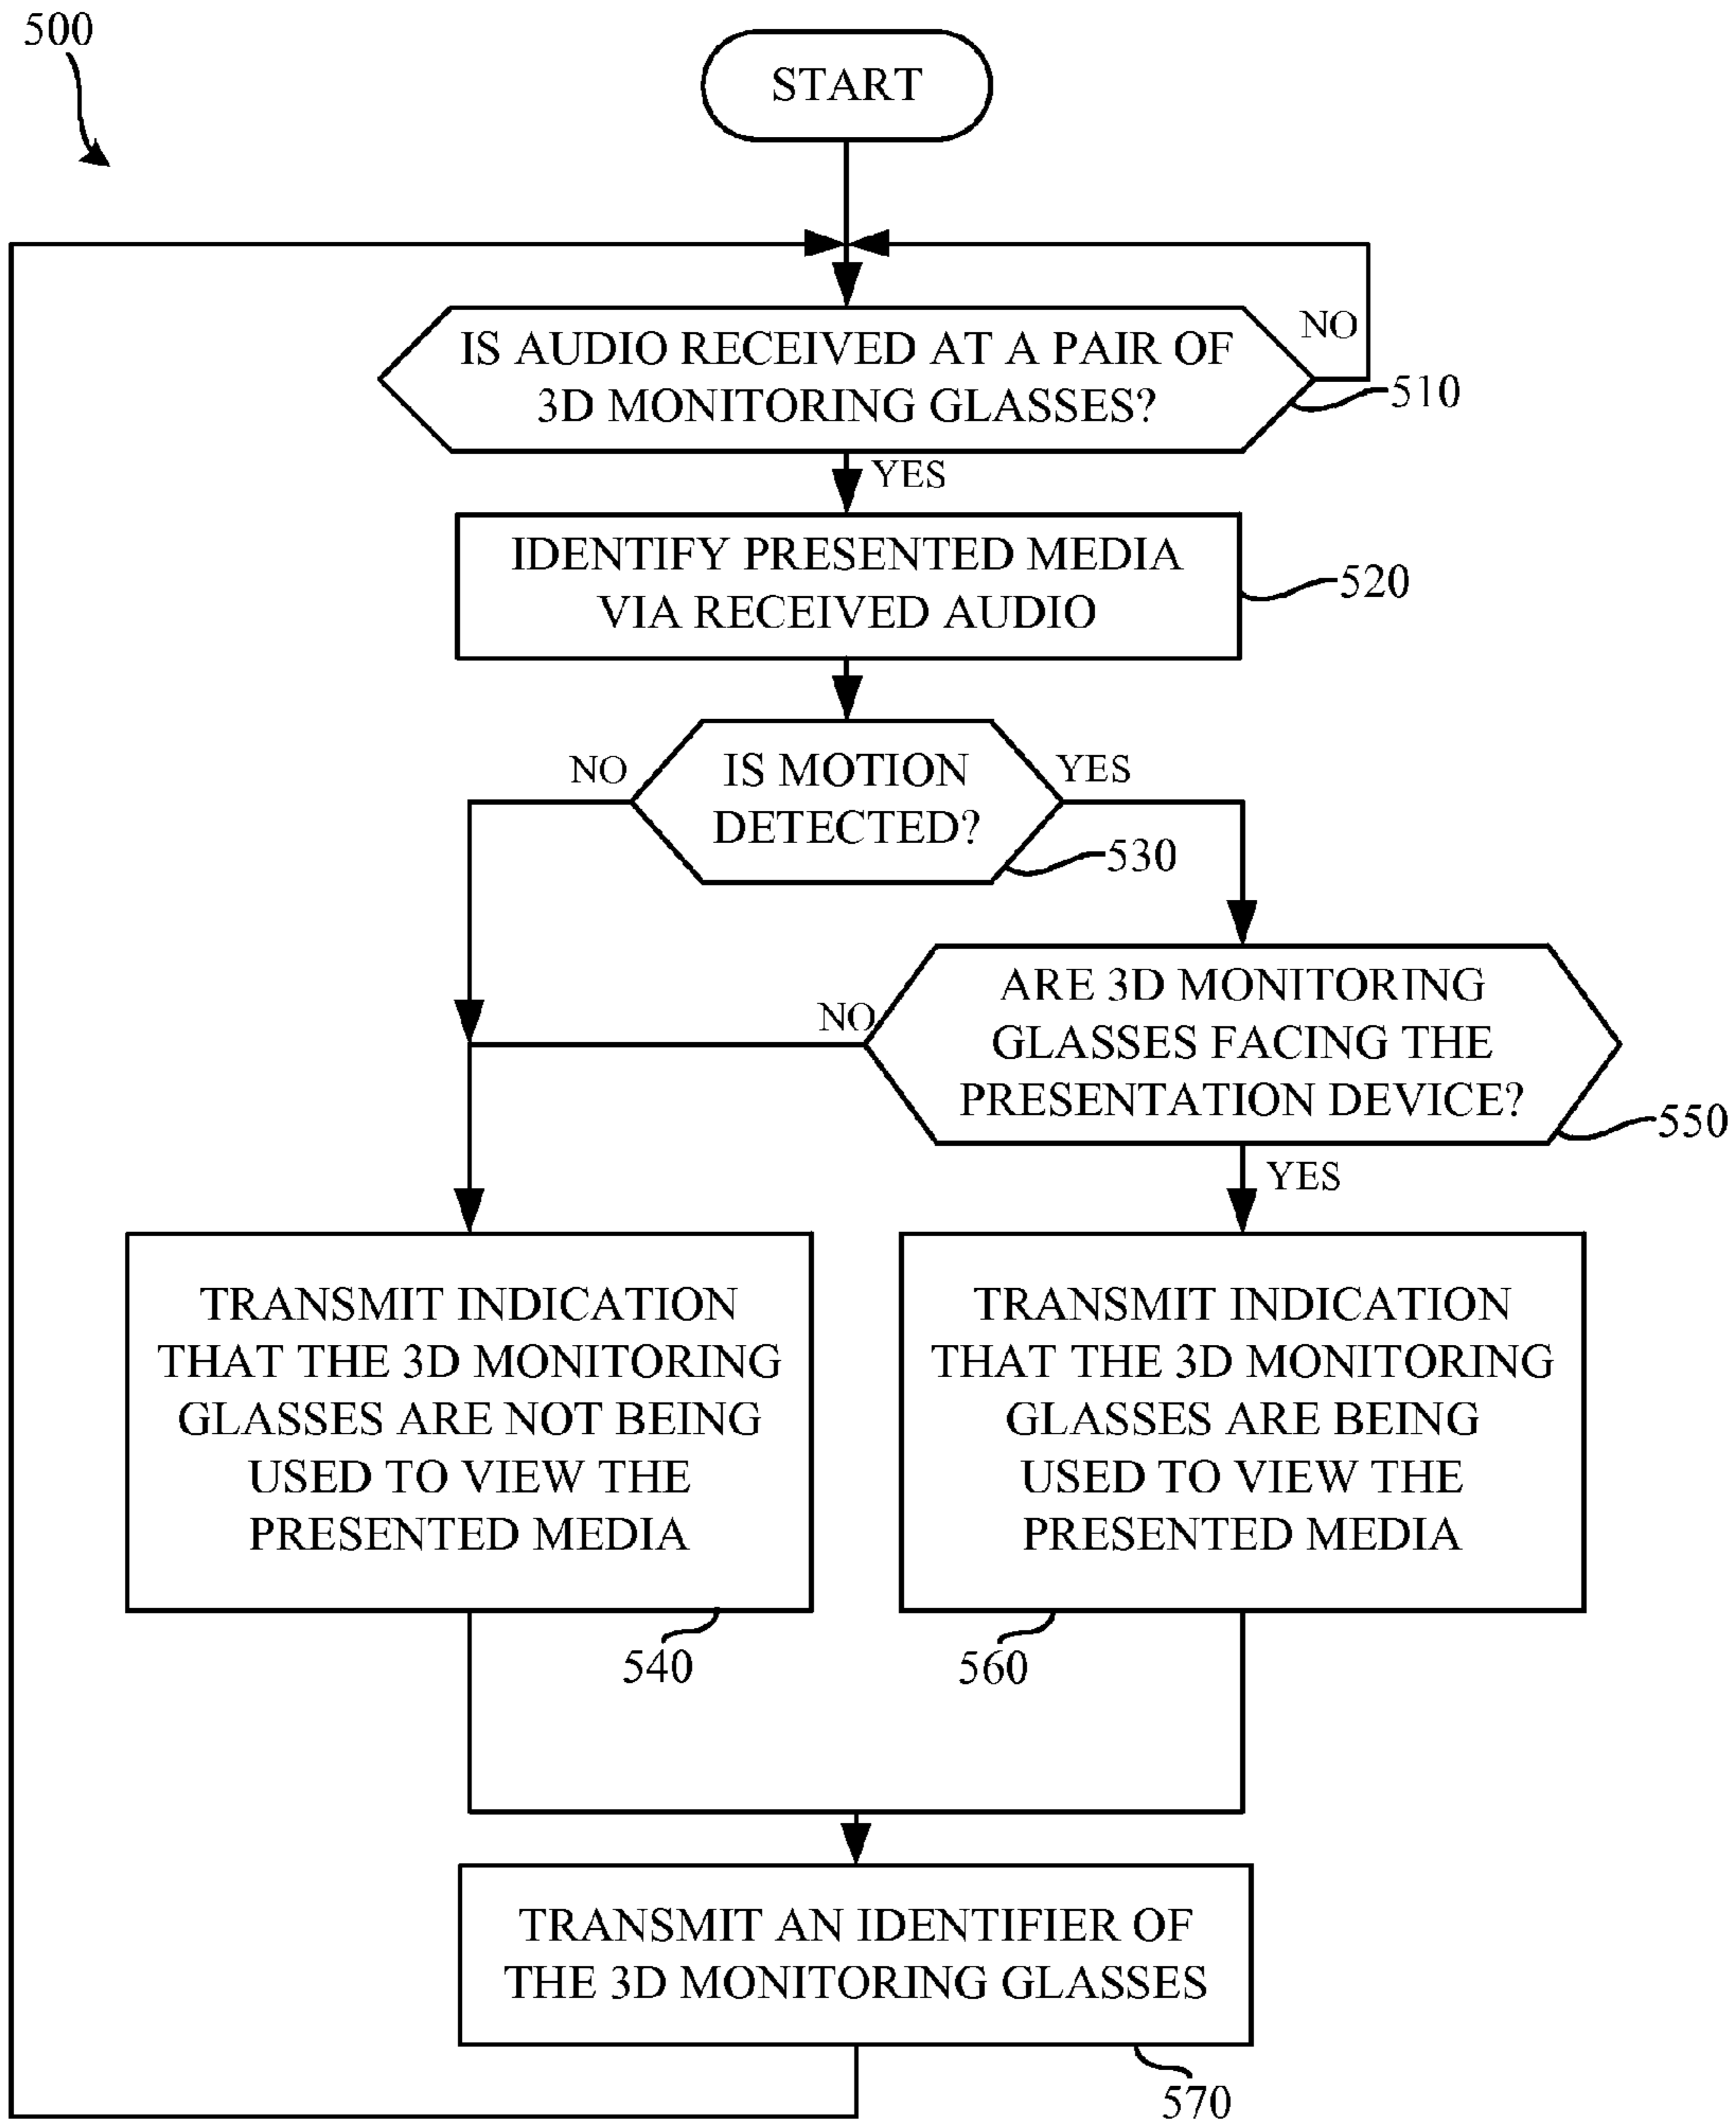 500
START
IS AUDIO RECEIVED AT A PAIR OF
3D MONITORING GLASSES?
NO
510
YES
IDENTIFY PRESENTED MEDIA
VIA RECEIVED AUDIO
520
NO
IS MOTION
DETECTED?
YES
530
ARE 3D MONITORING
GLASSES FACING THE
PRESENTATION DEVICE?
NO
550
YES
TRANSMIT INDICATION
THAT THE 3D MONITORING
GLASSES ARE NOT BEING
USED TO VIEW THE
PRESENTED MEDIA
540
TRANSMIT INDICATION
THAT THE 3D MONITORING
GLASSES ARE BEING
USED TO VIEW THE
PRESENTED MEDIA
560
TRANSMIT AN IDENTIFIER OF
THE 3D MONITORING GLASSES
570